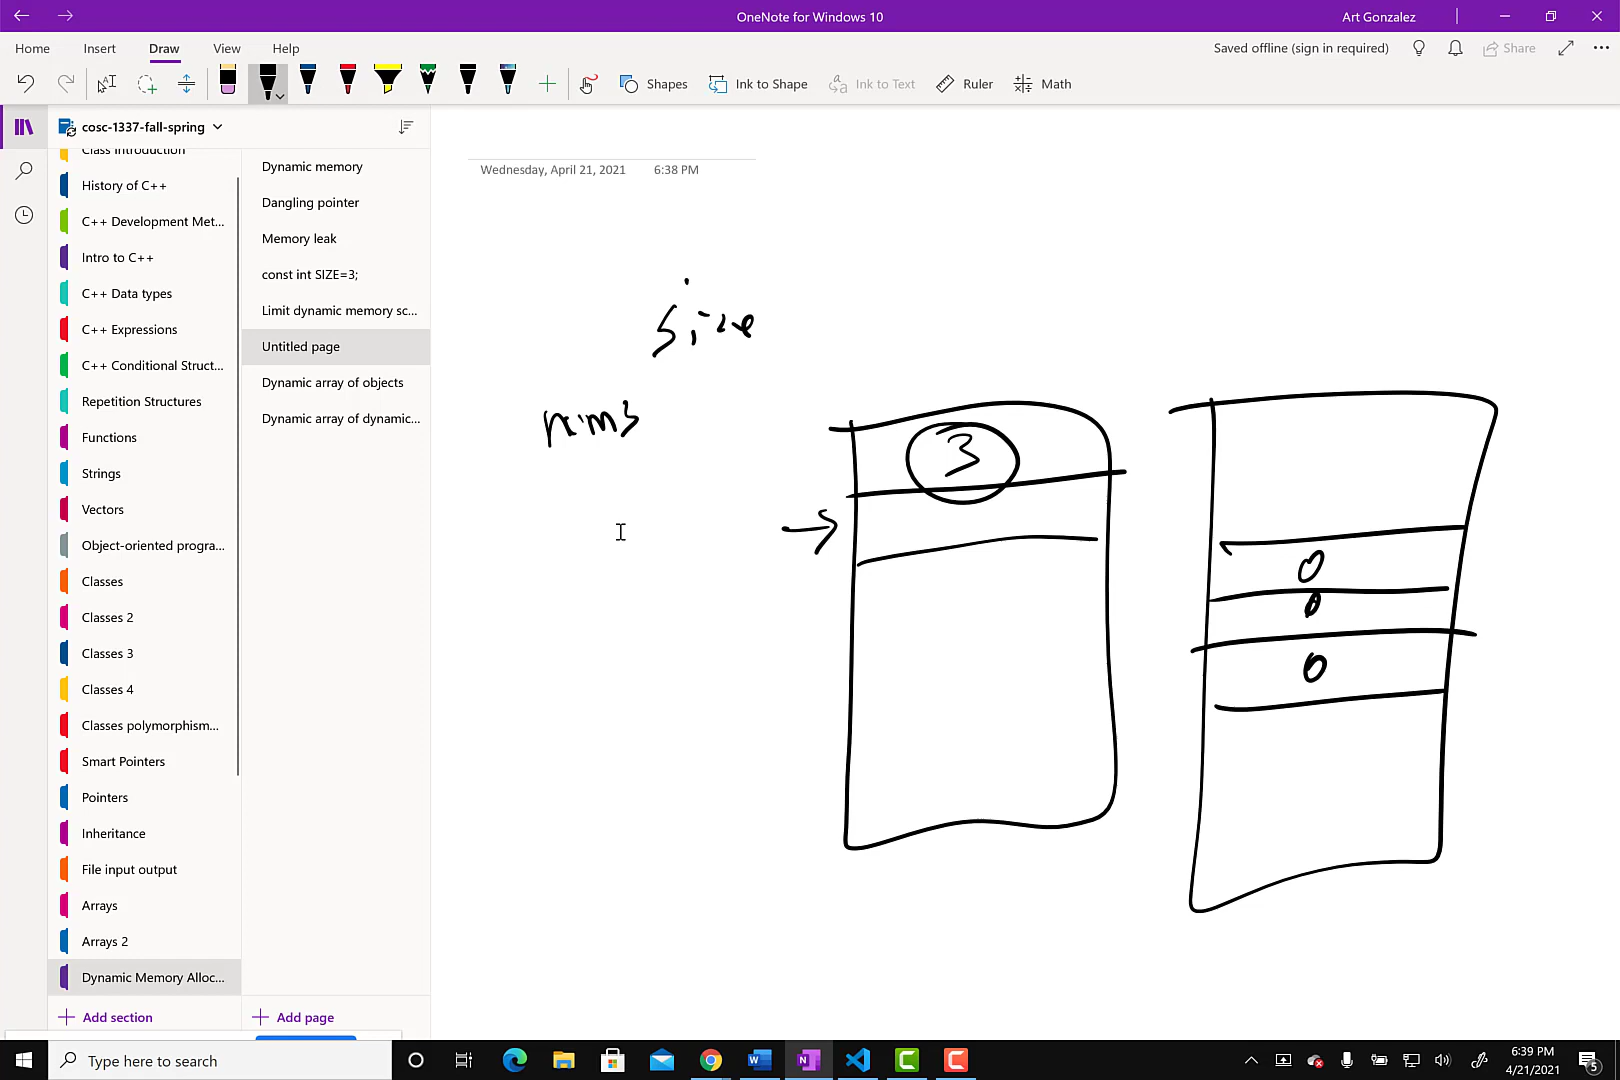 OneNote for Windows 10
Art Gonzalez
Home Insert Draw View Help
Saved offline (sign in required)
Share
Shapes
Ink to Shape
Ink to Text
Ruler
Math
cosc-1337-fall-spring
Class Introduction
History of C++
C++ Development Met...
Intro to C++
C++ Data types
C++ Expressions
C++ Conditional Struct...
Repetition Structures
Functions
Strings
Vectors
Object-oriented progra...
Classes
Classes 2
Classes 3
Classes 4
Classes polymorphism...
Smart Pointers
Pointers
Inheritance
File input output
Arrays
Arrays 2
Dynamic Memory Alloc...
Add section
Dynamic memory
Dangling pointer
Memory leak
const int SIZE=3;
Limit dynamic memory sc...
Untitled page
Dynamic array of objects
Dynamic array of dynamic...
Add page
Wednesday, April 21, 2021 6:38 PM
size
nums
3
0
0
0
Type here to search
6:39 PM
4/21/2021
5